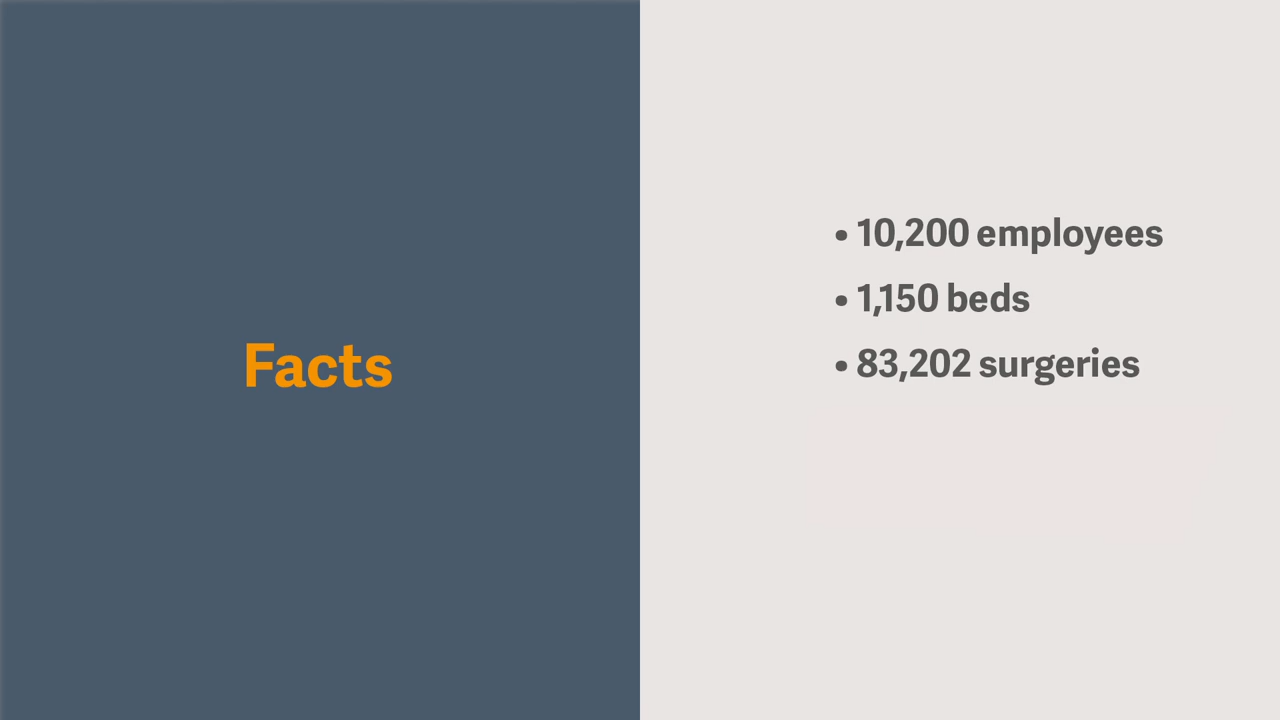 Facts
• 10,200 employees
• 1,150 beds
• 83,202 surgeries